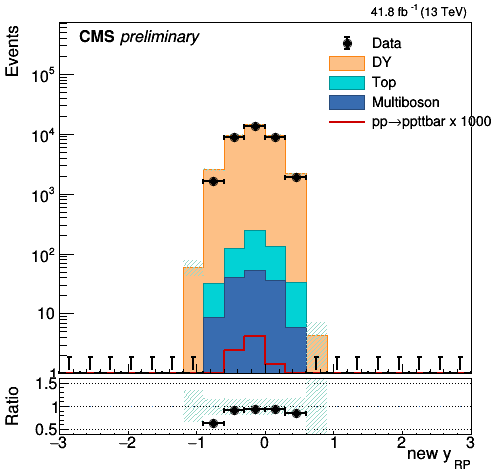 41.8 fb⁻¹ (13 TeV)
CMS preliminary
Events
Data
DY
Top
Multiboson
pp→ppttbar x 1000
10⁵
10⁴
10³
10²
10
1
Ratio
1.5
1
0.5
−3 −2 −1 0 1 2 3
new y_RP